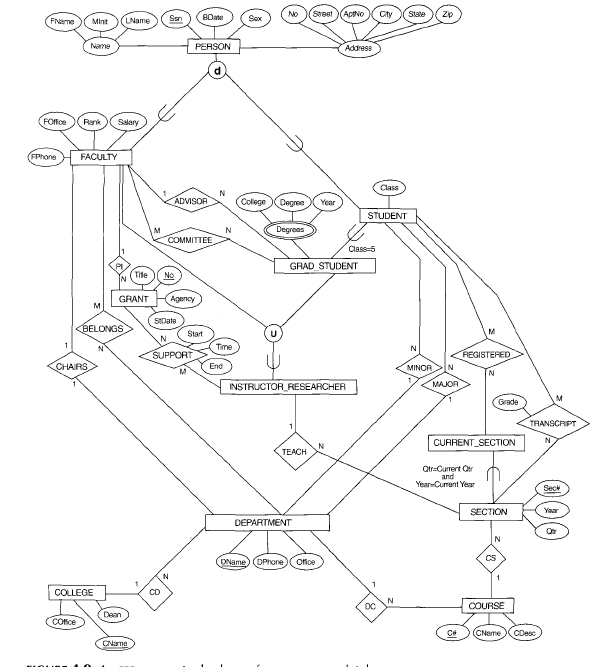 FName
MInit
LName
Ssn
BDate
Sex
No
Street
AptNo
City
State
Zip
Name
PERSON
Address
d
FOffice
Rank
Salary
FPhone
FACULTY
Class
STUDENT
1
ADVISOR
N
College
Degree
Year
Degrees
M
COMMITTEE
N
Class=5
GRAD_STUDENT
1
PI
N
Title
No
GRANT
Agency
StDate
M
BELONGS
N
N
SUPPORT
M
Start
Time
End
U
M
REGISTERED
N
1
CHAIRS
1
N
MINOR
1
N
MAJOR
1
INSTRUCTOR_RESEARCHER
Grade
M
TRANSCRIPT
N
CURRENT_SECTION
1
TEACH
N
Qtr=Current Qtr
and
Year=Current Year
Sec#
SECTION
Year
Qtr
DEPARTMENT
DName
DPhone
Office
N
CS
1
COLLEGE
1
CD
N
COffice
Dean
CName
1
DC
N
COURSE
C#
CName
CDesc